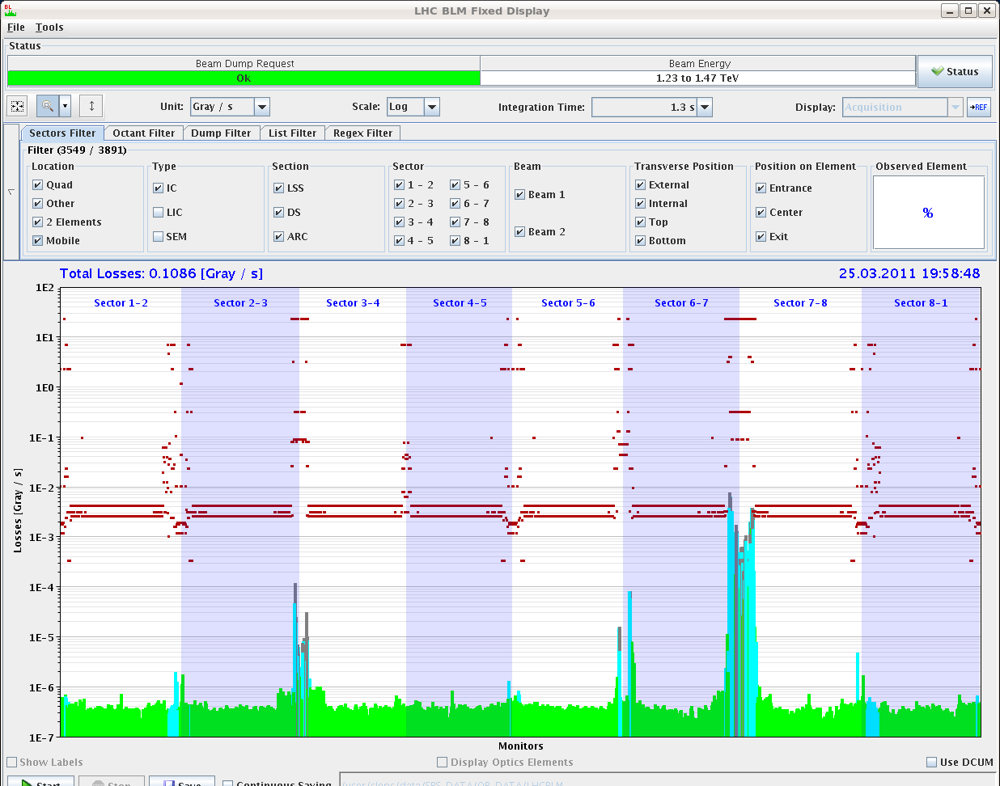 BL
LHC BLM Fixed Display
File Tools
Status
Beam Dump Request Beam Energy
Ok 1.23 to 1.47 TeV
Status
Unit: Gray / s Scale: Log Integration Time: 1.3 s Display: Acquisition REF
Sectors Filter Octant Filter Dump Filter List Filter Regex Filter
Filter (3549 / 3891)
Location Type Section Sector Beam Transverse Position Position on Element Observed Element
Quad IC LSS 1 - 2 5 - 6 Beam 1 External Entrance
Other LIC DS 2 - 3 6 - 7 Internal Center %
2 Elements SEM ARC 3 - 4 7 - 8 Beam 2 Top Exit
Mobile 4 - 5 8 - 1 Bottom
Total Losses: 0.1086 [Gray / s] 25.03.2011 19:58:48
1E2
Sector 1-2 Sector 2-3 Sector 3-4 Sector 4-5 Sector 5-6 Sector 6-7 Sector 7-8 Sector 8-1
1E1
1E0
1E-1
1E-2
1E-3
1E-4
1E-5
1E-6
1E-7
Losses [Gray / s]
Monitors
Show Labels Display Optics Elements Use DCUM
Start Stop Save Continuous Saving /user/slops/data/SPS_DATA/OP_DATA/LHCBLM